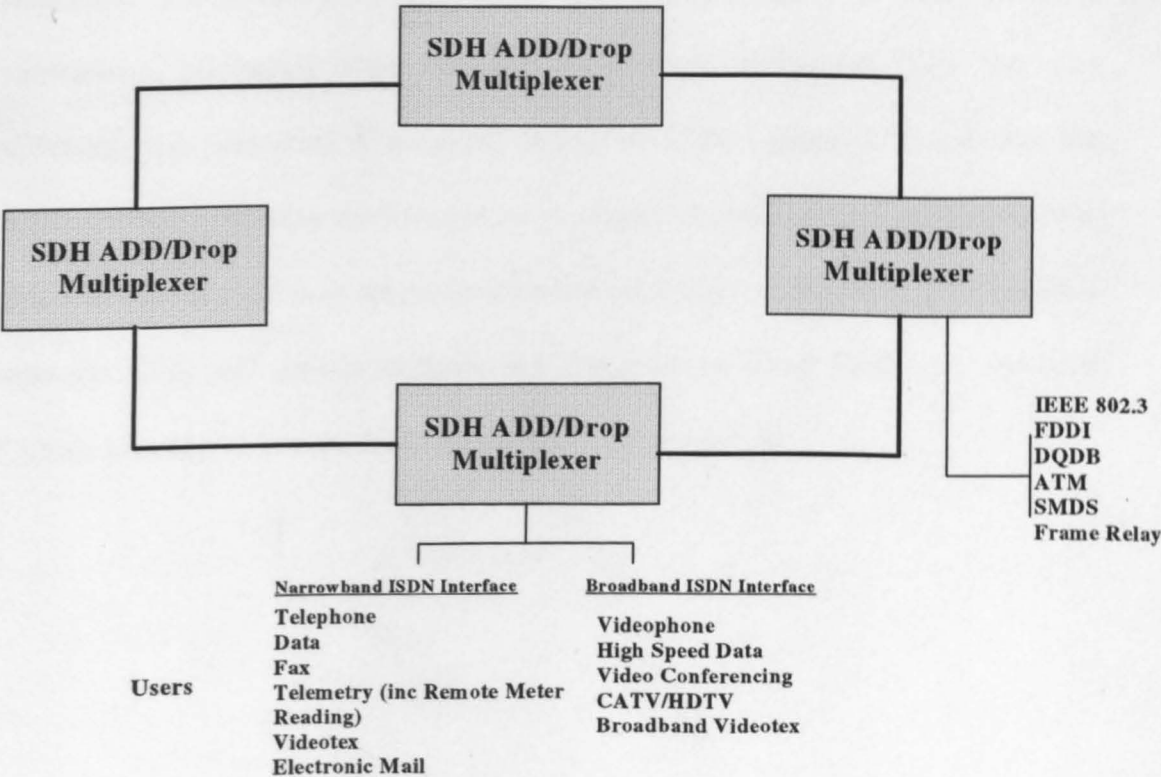 SDH ADD/Drop
Multiplexer
SDH ADD/Drop
Multiplexer
SDH ADD/Drop
Multiplexer
SDH ADD/Drop
Multiplexer
IEEE 802.3
FDDI
DQDB
ATM
SMDS
Frame Relay
Narrowband ISDN Interface
Telephone
Data
Fax
Telemetry (inc Remote Meter
Reading)
Videotex
Electronic Mail
Broadband ISDN Interface
Videophone
High Speed Data
Video Conferencing
CATV/HDTV
Broadband Videotex
Users